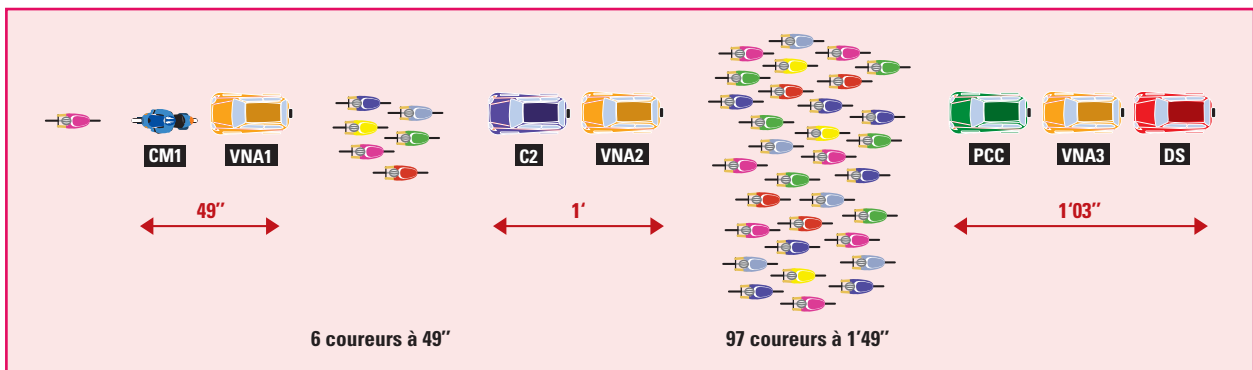 CM1 VNA1 C2 VNA2 PCC VNA3 DS
49’’ 1‘ 1‘03’’
6 coureurs à 49’’ 97 coureurs à 1’49’’